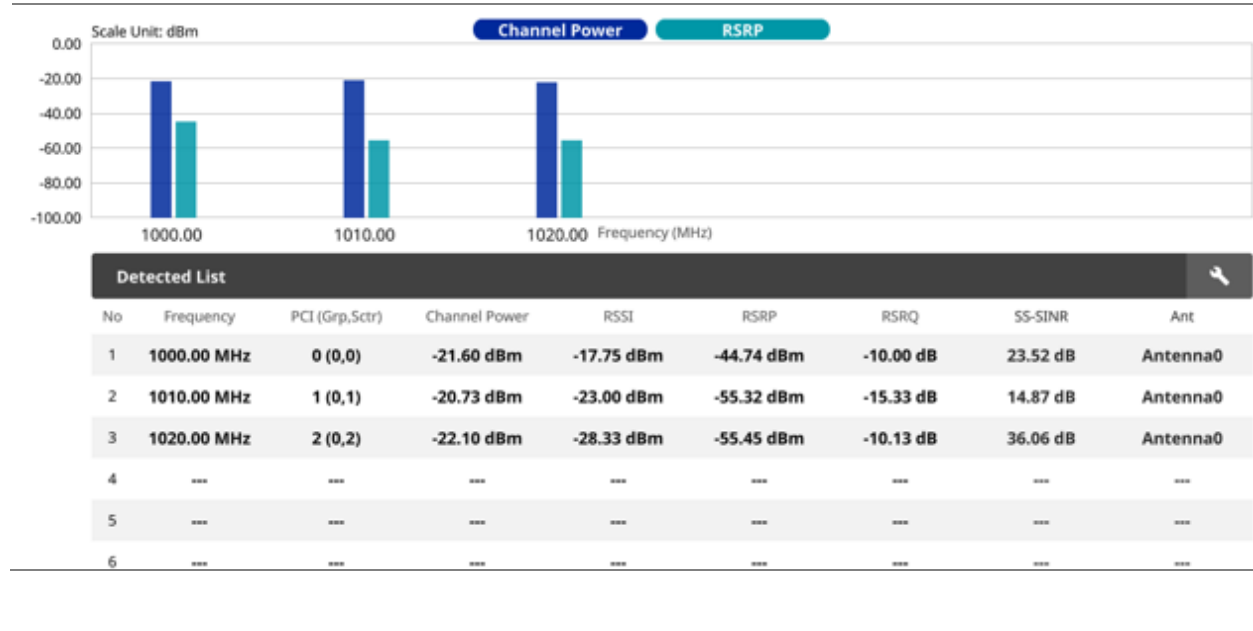 Scale Unit: dBm Channel Power RSRP
0.00
-20.00
-40.00
-60.00
-80.00
-100.00
1000.00 1010.00 1020.00 Frequency (MHz)
Detected List
No Frequency PCI (Grp,Sctr) Channel Power RSSI RSRP RSRQ SS-SINR Ant
1 1000.00 MHz 0 (0,0) -21.60 dBm -17.75 dBm -44.74 dBm -10.00 dB 23.52 dB Antenna0
2 1010.00 MHz 1 (0,1) -20.73 dBm -23.00 dBm -55.32 dBm -15.33 dB 14.87 dB Antenna0
3 1020.00 MHz 2 (0,2) -22.10 dBm -28.33 dBm -55.45 dBm -10.13 dB 36.06 dB Antenna0
4 --- --- --- --- --- --- --- ---
5 --- --- --- --- --- --- --- ---
6 --- --- --- --- --- --- --- ---